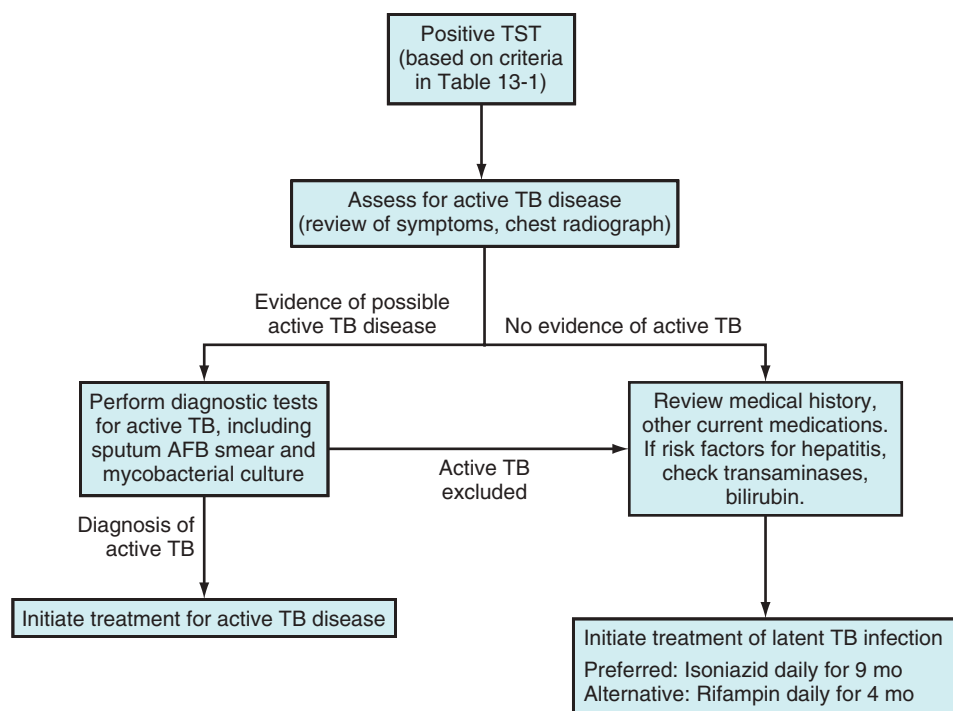 Positive TST
(based on criteria
in Table 13-1)
Assess for active TB disease
(review of symptoms, chest radiograph)
Evidence of possible
active TB disease
No evidence of active TB
Perform diagnostic tests
for active TB, including
sputum AFB smear and
mycobacterial culture
Active TB
excluded
Review medical history,
other current medications.
If risk factors for hepatitis,
check transaminases,
bilirubin.
Diagnosis of
active TB
Initiate treatment for active TB disease
Initiate treatment of latent TB infection
Preferred: Isoniazid daily for 9 mo
Alternative: Rifampin daily for 4 mo